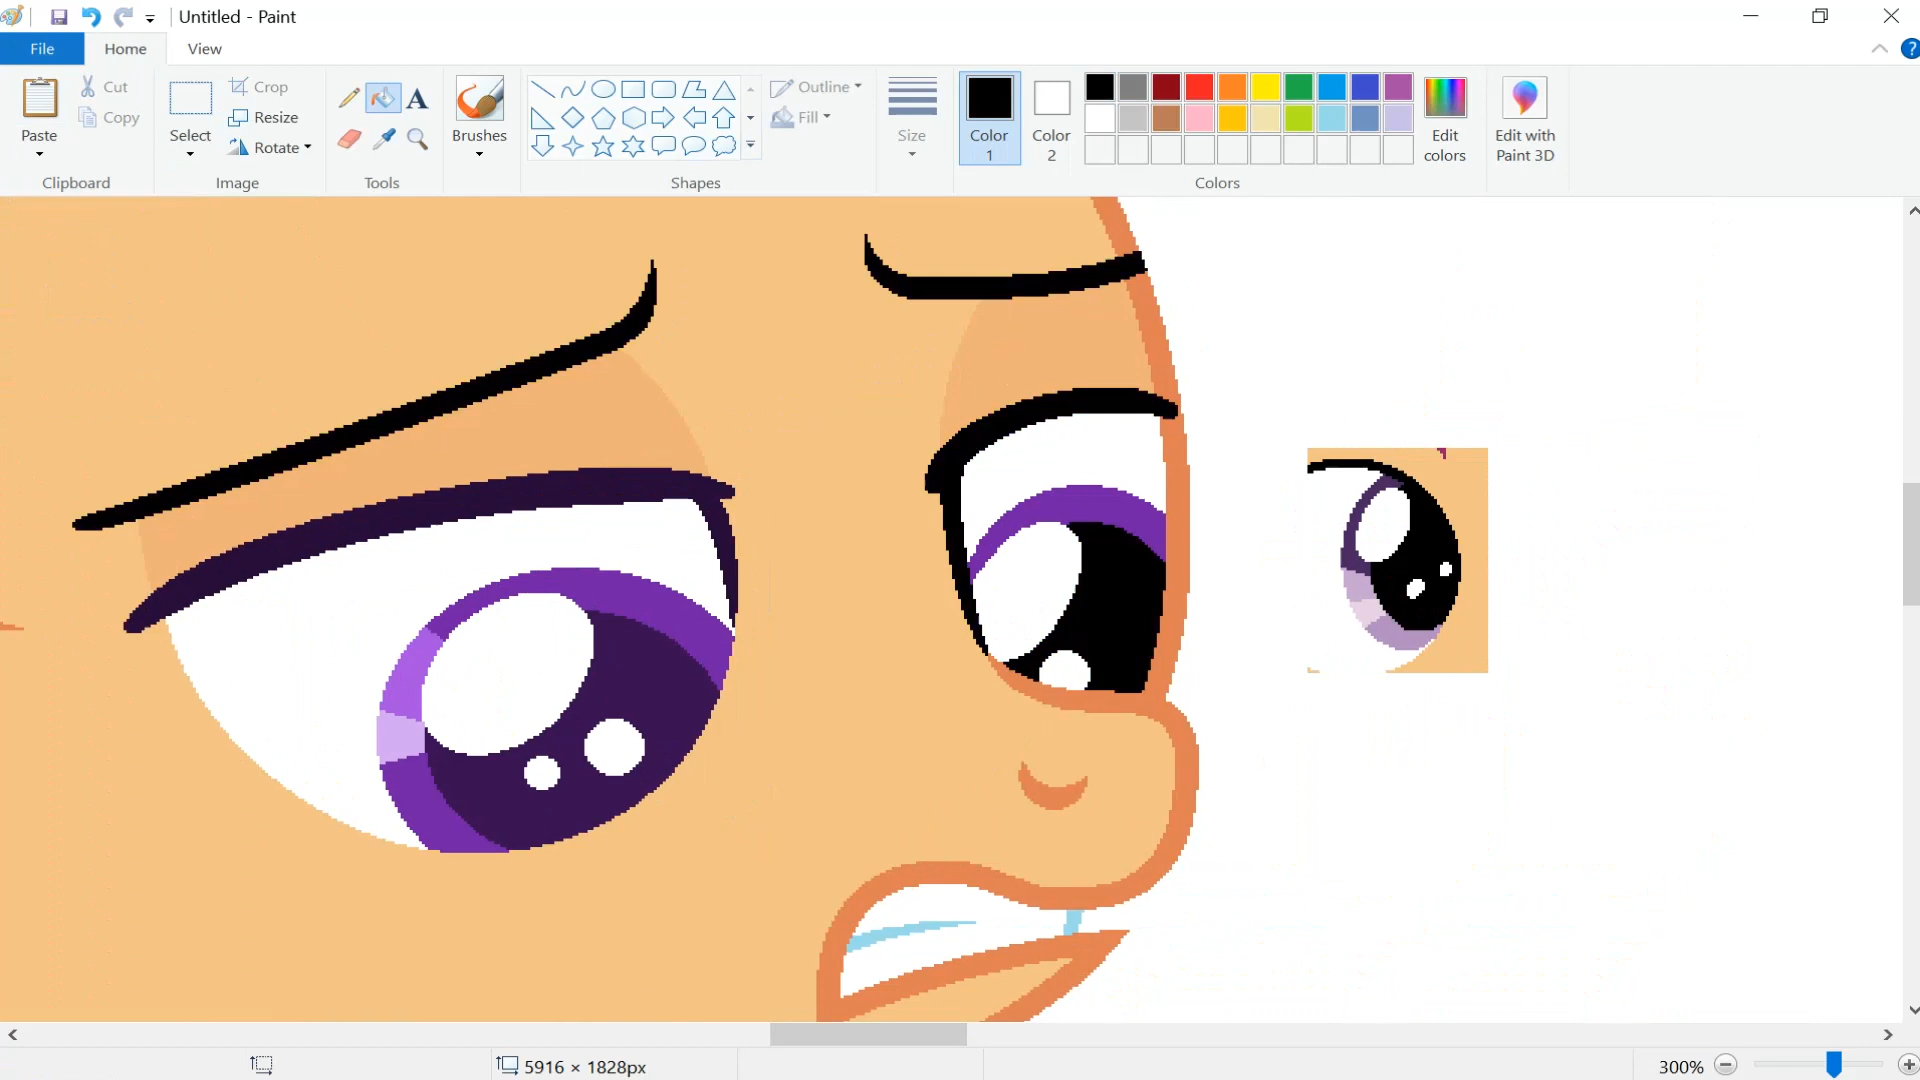 Untitled - Paint
File Home View
Paste
Cut
Copy
Clipboard
Select
Crop
Resize
Rotate
Image
A
Tools
Brushes
Shapes
Outline
Fill
Size
Color
1
Color
2
Colors
Edit
colors
Edit with
Paint 3D
?
5916 × 1828px
300%